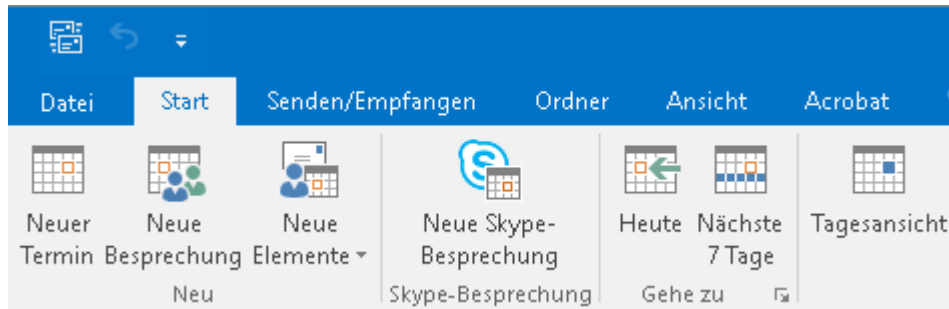 Datei Start Senden/Empfangen Ordner Ansicht Acrobat
Neuer Neue Neue Neue Skype- Heute Nächste Tagesansicht
Termin Besprechung Elemente Besprechung 7 Tage
Neu Skype-Besprechung Gehe zu